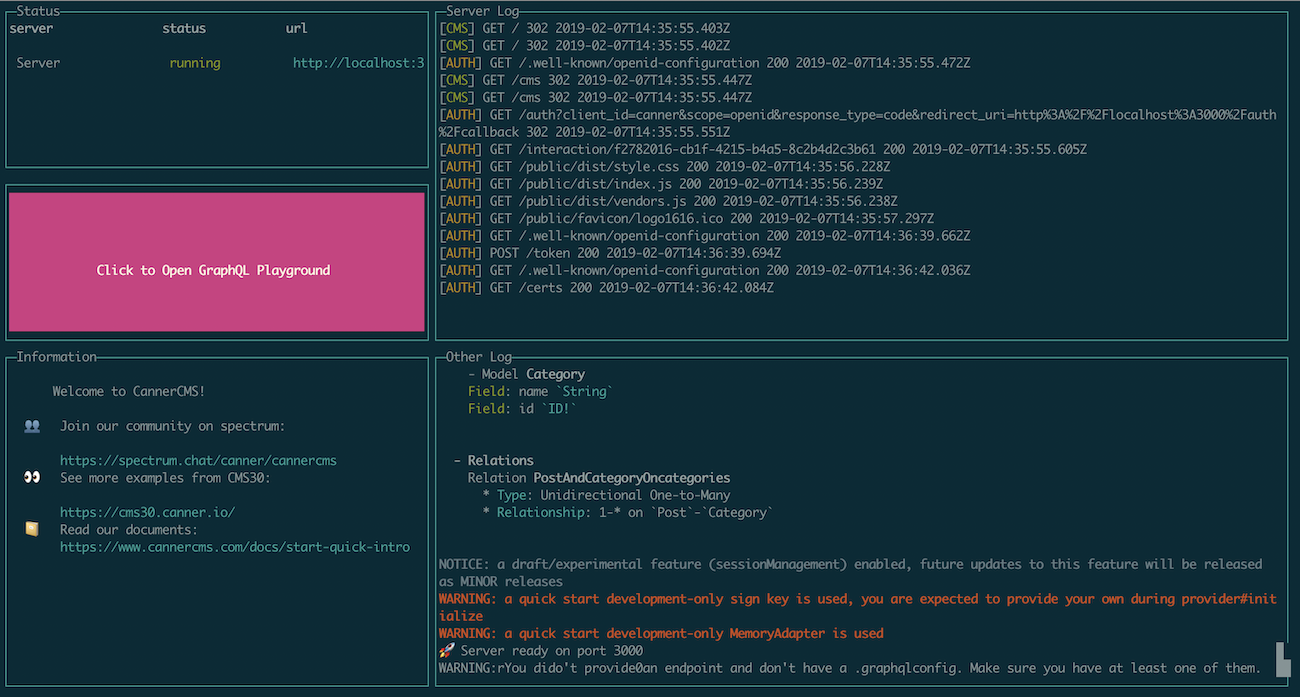 Status
server status url
Server running http://localhost:3
Click to Open GraphQL Playground
Information
Welcome to CannerCMS!
Join our community on spectrum:
https://spectrum.chat/canner/cannercms
See more examples from CMS30:
https://cms30.canner.io/
Read our documents:
https://www.cannercms.com/docs/start-quick-intro
Server Log
[CMS] GET / 302 2019-02-07T14:35:55.403Z
[CMS] GET / 302 2019-02-07T14:35:55.402Z
[AUTH] GET /.well-known/openid-configuration 200 2019-02-07T14:35:55.472Z
[CMS] GET /cms 302 2019-02-07T14:35:55.447Z
[CMS] GET /cms 302 2019-02-07T14:35:55.447Z
[AUTH] GET /auth?client_id=canner&scope=openid&response_type=code&redirect_uri=http%3A%2F%2Flocalhost%3A3000%2Fauth
%2Fcallback 302 2019-02-07T14:35:55.551Z
[AUTH] GET /interaction/f2782016-cb1f-4215-b4a5-8c2b4d2c3b61 200 2019-02-07T14:35:55.605Z
[AUTH] GET /public/dist/style.css 200 2019-02-07T14:35:56.228Z
[AUTH] GET /public/dist/index.js 200 2019-02-07T14:35:56.239Z
[AUTH] GET /public/dist/vendors.js 200 2019-02-07T14:35:56.238Z
[AUTH] GET /public/favicon/logo1616.ico 200 2019-02-07T14:35:57.297Z
[AUTH] GET /.well-known/openid-configuration 200 2019-02-07T14:36:39.662Z
[AUTH] POST /token 200 2019-02-07T14:36:39.694Z
[AUTH] GET /.well-known/openid-configuration 200 2019-02-07T14:36:42.036Z
[AUTH] GET /certs 200 2019-02-07T14:36:42.084Z
Other Log
- Model Category
Field: name `String`
Field: id `ID!`
- Relations
Relation PostAndCategoryOncategories
* Type: Unidirectional One-to-Many
* Relationship: 1-* on `Post`-`Category`
NOTICE: a draft/experimental feature (sessionManagement) enabled, future updates to this feature will be released
as MINOR releases
WARNING: a quick start development-only sign key is used, you are expected to provide your own during provider#init
ialize
WARNING: a quick start development-only MemoryAdapter is used
🚀 Server ready on port 3000
WARNING:rYou dido't provide0an endpoint and don't have a .graphqlconfig. Make sure you have at least one of them.